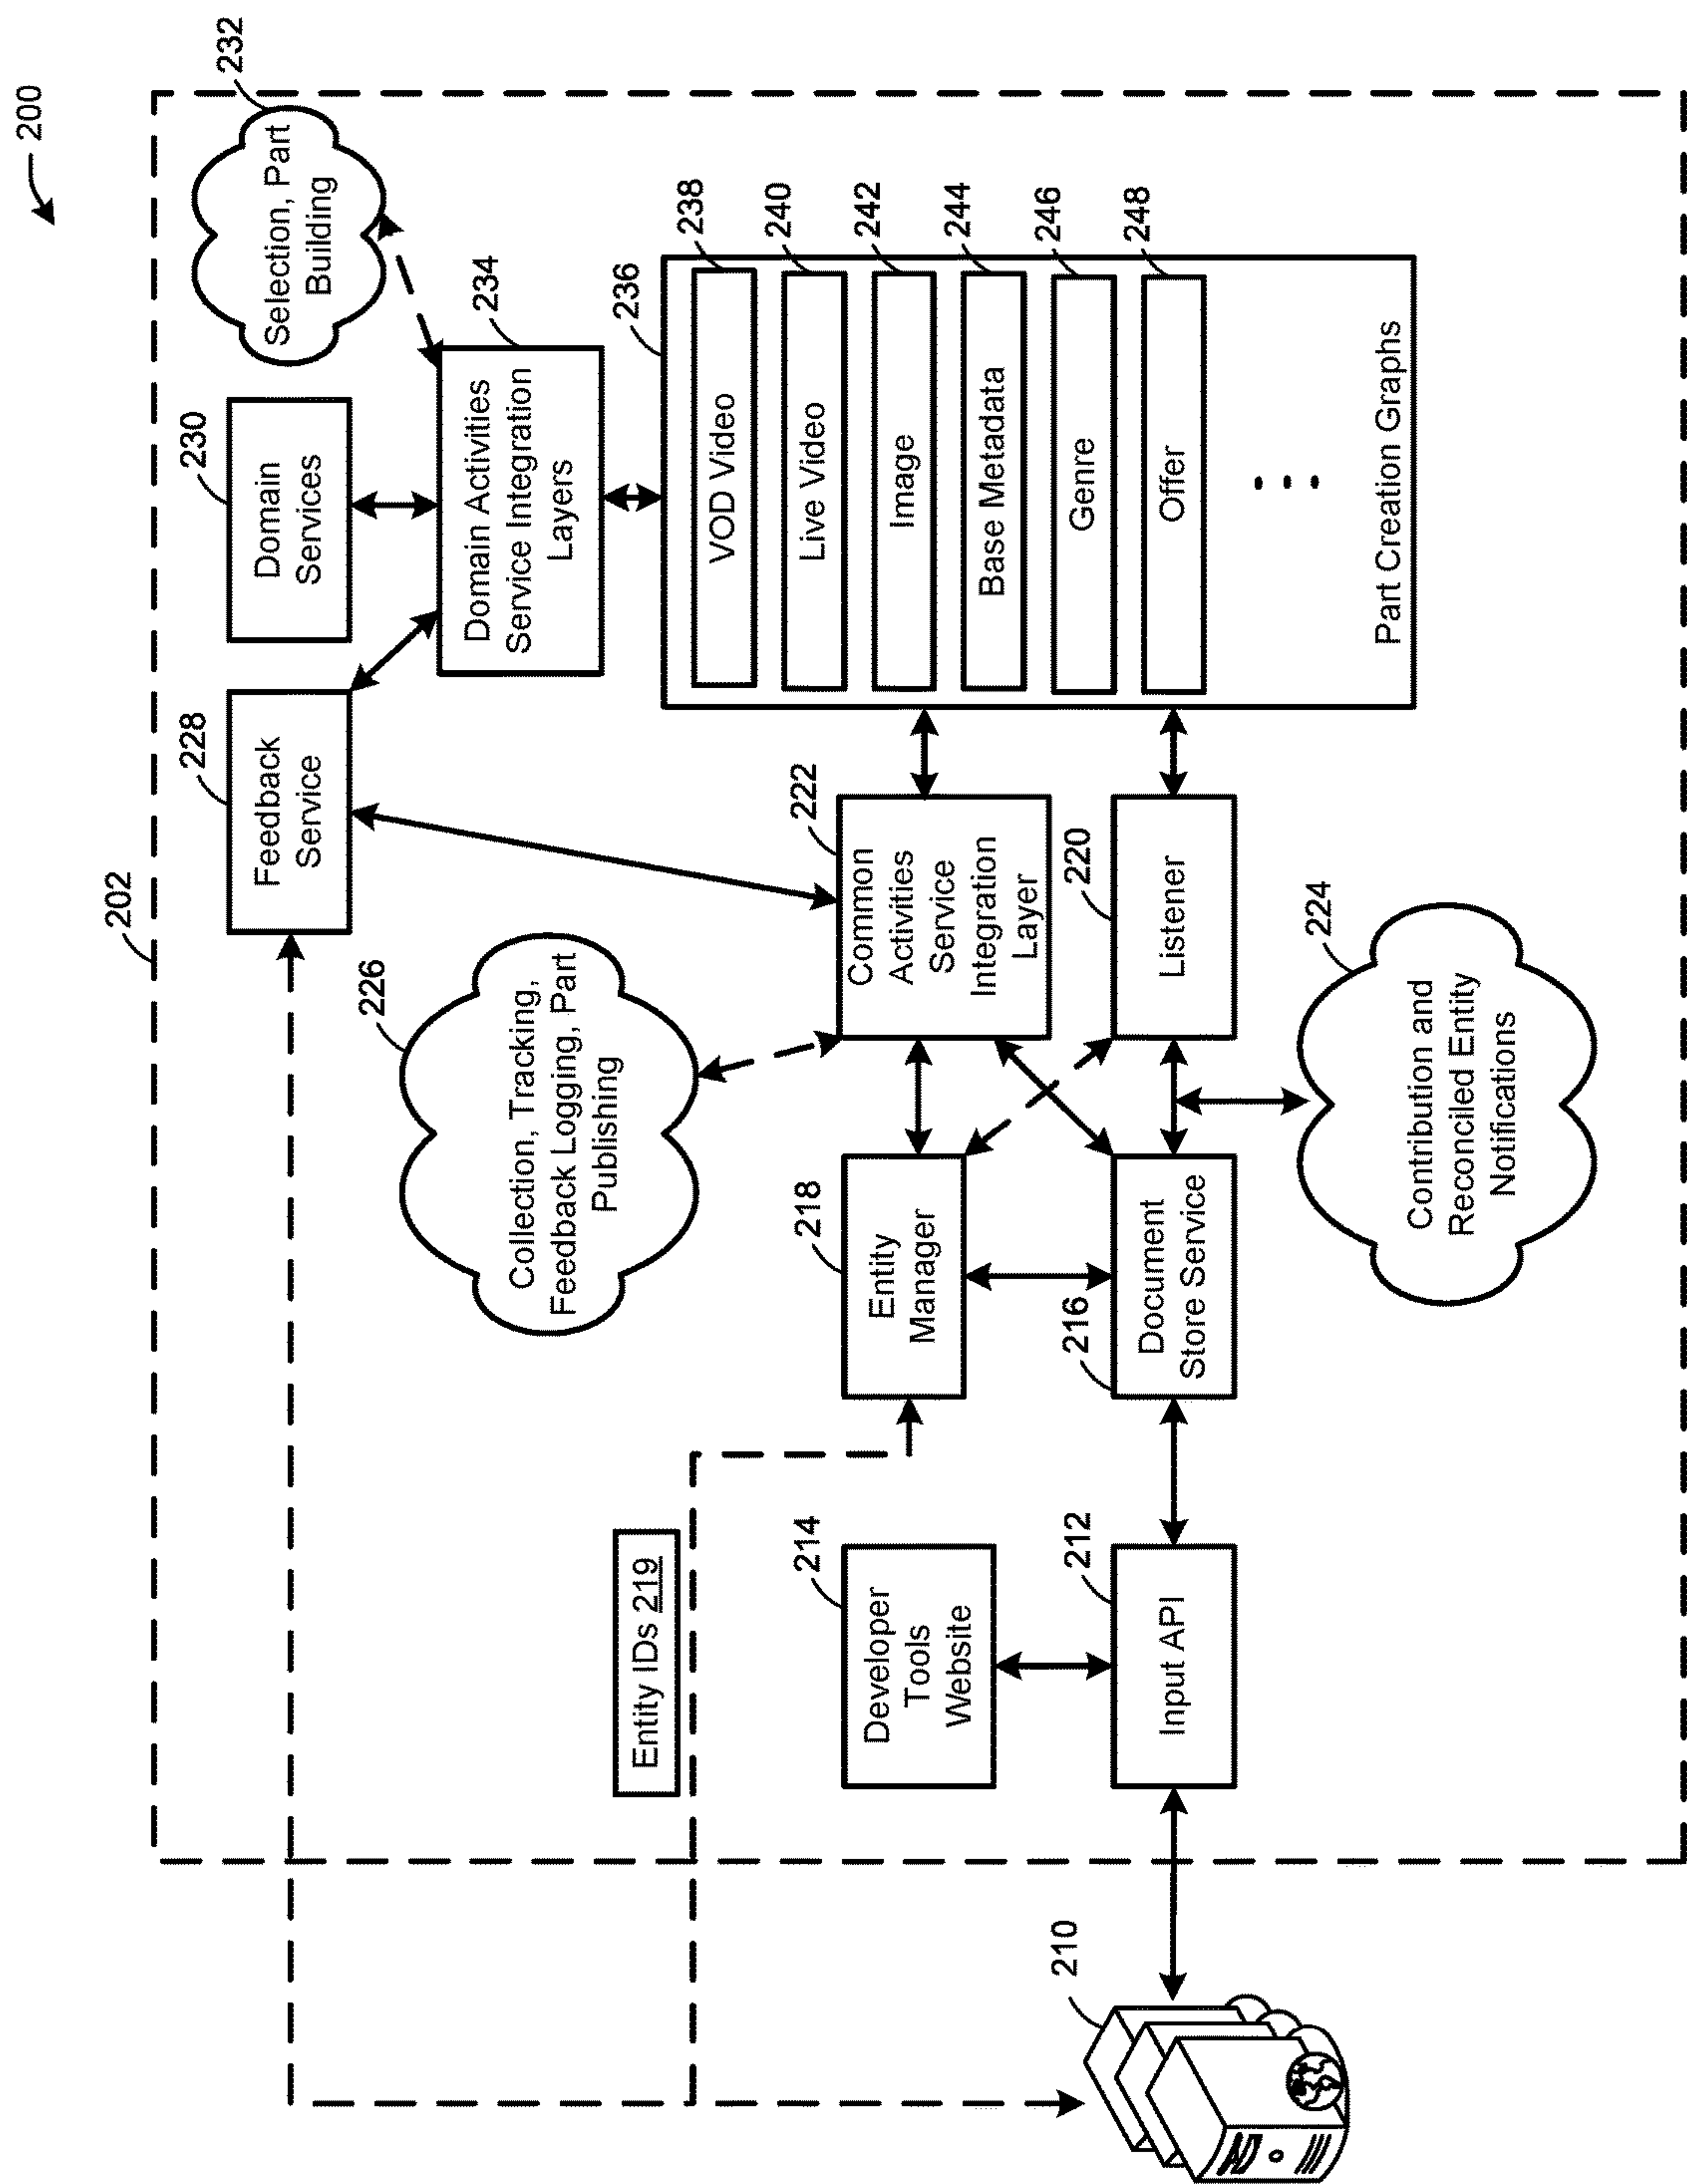 200
202
232
Selection, Part
Building
230
Domain
Services
228
Feedback
Service
234
Domain Activities
Service Integration
Layers
236
238
VOD Video
240
Live Video
242
Image
244
Base Metadata
246
Genre
248
Offer
Part Creation Graphs
226
Collection, Tracking,
Feedback Logging, Part
Publishing
222
Common
Activities
Service
Integration
Layer
220
Listener
224
Contribution and
Reconciled Entity
Notifications
218
Entity
Manager
216
Document
Store Service
Entity IDs 219
214
Developer
Tools
Website
212
Input API
210